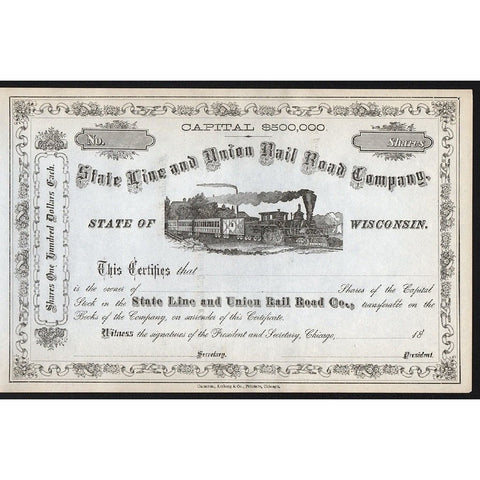 CAPITAL $500,000
No.
Shares
State Line and Union Rail Road Company.
STATE OF WISCONSIN.
Shares One Hundred Dollars Each.
This Certifies that
is the owner of Shares of the Capital
Stock in the State Line and Union Rail Road Co., transferable on the
Books of the Company, on surrender of this Certificate.
Witness the signatures of the President and Secretary, Chicago, 18
Secretary. President.
& Co., Printers, Chicago.